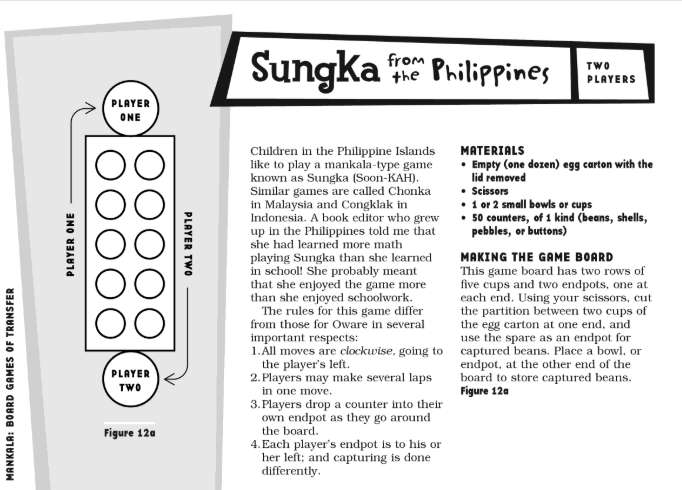 SungKa from the Philippines
TWO
PLAYERS
PLAYER
ONE
PLAYER ONE
PLAYER TWO
PLAYER
TWO
Figure 12a
MANKALA: BOARD GAMES OF TRANSFER
Children in the Philippine Islands
like to play a mankala-type game
known as Sungka (Soon-KAH).
Similar games are called Chonka
in Malaysia and Congklak in
Indonesia. A book editor who grew
up in the Philippines told me that
she had learned more math
playing Sungka than she learned
in school! She probably meant
that she enjoyed the game more
than she enjoyed schoolwork.
The rules for this game differ
from those for Oware in several
important respects:
1. All moves are clockwise, going to
the player's left.
2. Players may make several laps
in one move.
3. Players drop a counter into their
own endpot as they go around
the board.
4. Each player's endpot is to his or
her left; and capturing is done
differently.
MATERIALS
• Empty (one dozen) egg carton with the
lid removed
• Scissors
• 1 or 2 small bowls or cups
• 50 counters, of 1 kind (beans, shells,
pebbles, or buttons)
MAKING THE GAME BOARD
This game board has two rows of
five cups and two endpots, one at
each end. Using your scissors, cut
the partition between two cups of
the egg carton at one end, and
use the spare as an endpot for
captured beans. Place a bowl, or
endpot, at the other end of the
board to store captured beans.
Figure 12a